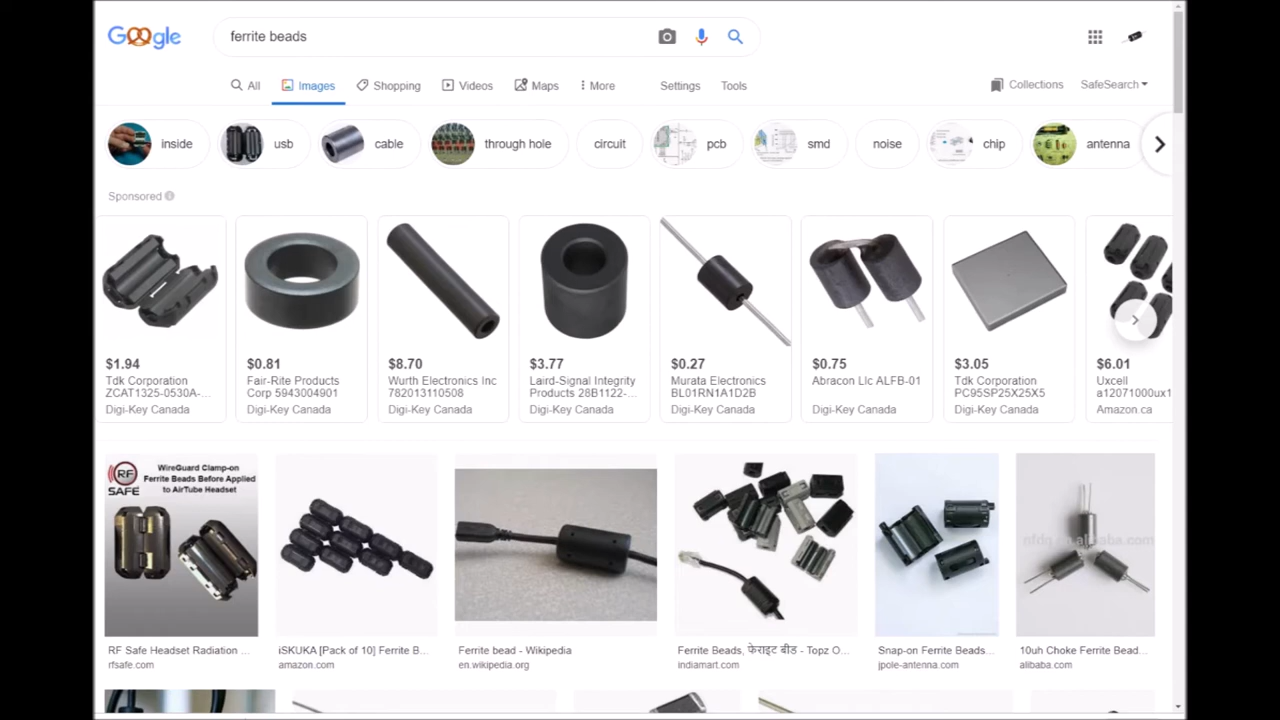 Google
ferrite beads
All Images Shopping Videos Maps More Settings Tools Collections SafeSearch
inside usb cable through hole circuit pcb smd noise chip antenna
Sponsored
$1.94 $0.81 $8.70 $3.77 $0.27 $0.75 $3.05 $6.01
Tdk Corporation Fair-Rite Products Wurth Electronics Inc Laird-Signal Integrity Murata Electronics Abracon Llc ALFB-01 Tdk Corporation Uxcell
ZCAT1325-0530A-... Corp 5943004901 782013110508 Products 28B1122-... BL01RN1A1D2B PC95SP25X25X5 a12071000ux1
Digi-Key Canada Digi-Key Canada Digi-Key Canada Digi-Key Canada Digi-Key Canada Digi-Key Canada Digi-Key Canada Amazon.ca
RF SAFE
WireGuard Clamp-on
Ferrite Beads Before Applied
to AirTube Headset
RF Safe Headset Radiation ... iSKUKA [Pack of 10] Ferrite B... Ferrite bead - Wikipedia Ferrite Beads, फेराइट बीड - Topz O... Snap-on Ferrite Beads... 10uh Choke Ferrite Bead...
rfsafe.com amazon.com en.wikipedia.org indiamart.com jpole-antenna.com alibaba.com